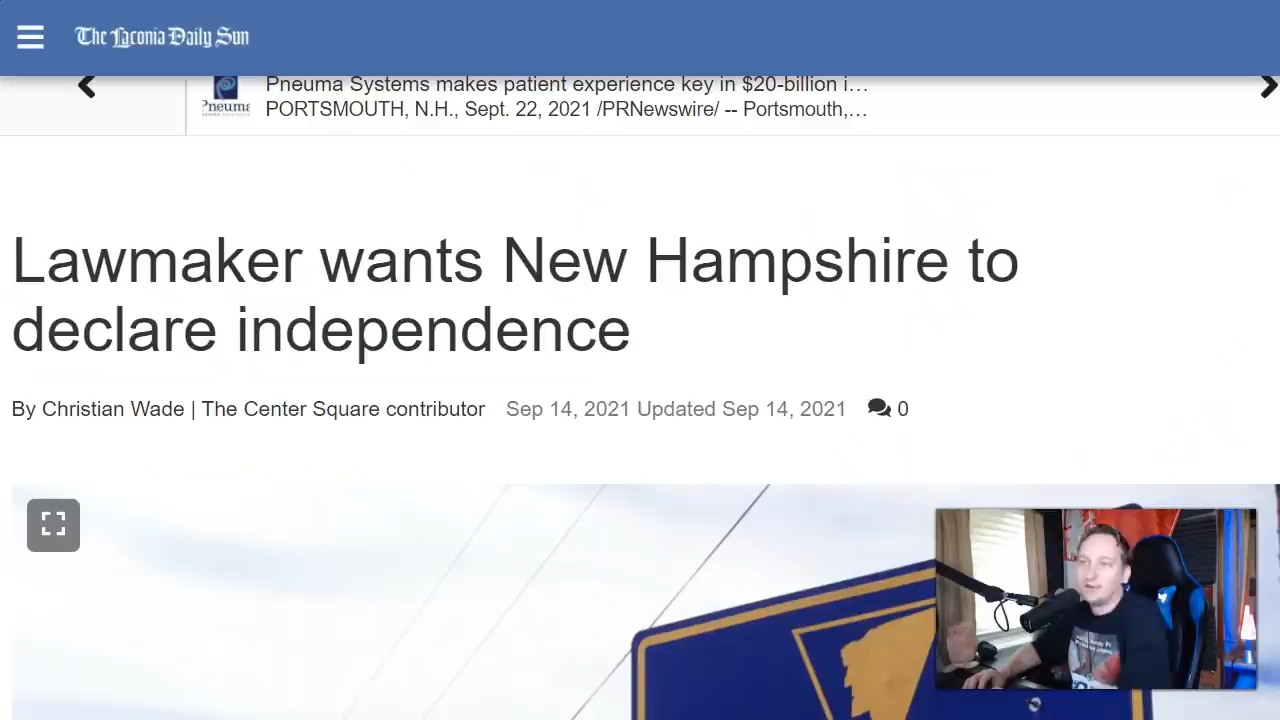 The Laconia Daily Sun
Pneuma Systems makes patient experience key in $20-billion i…
Pneuma
PORTSMOUTH, N.H., Sept. 22, 2021 /PRNewswire/ -- Portsmouth,…
Lawmaker wants New Hampshire to
declare independence
By Christian Wade | The Center Square contributor Sep 14, 2021 Updated Sep 14, 2021 0